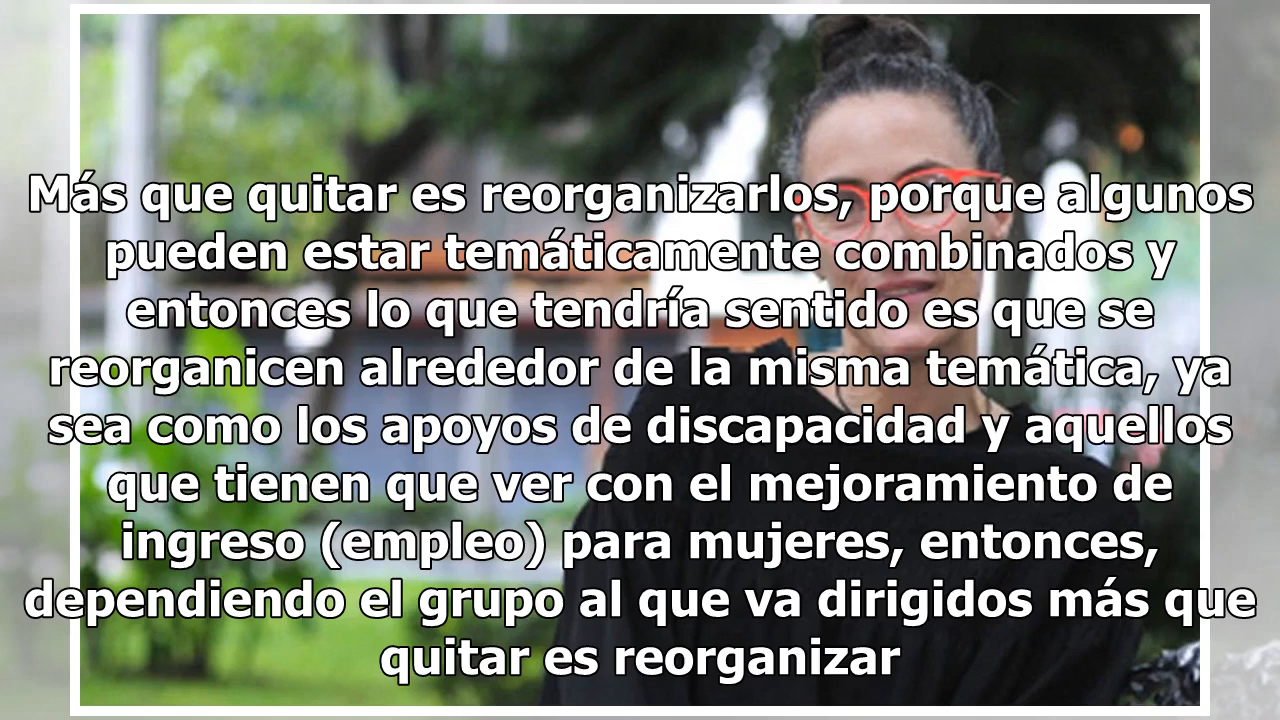 Más que quitar es reorganizarlos, porque algunos
pueden estar temáticamente combinados y
entonces lo que tendría sentido es que se
reorganicen alrededor de la misma temática, ya
sea como los apoyos de discapacidad y aquellos
que tienen que ver con el mejoramiento de
ingreso (empleo) para mujeres, entonces,
dependiendo el grupo al que va dirigidos más que
quitar es reorganizar